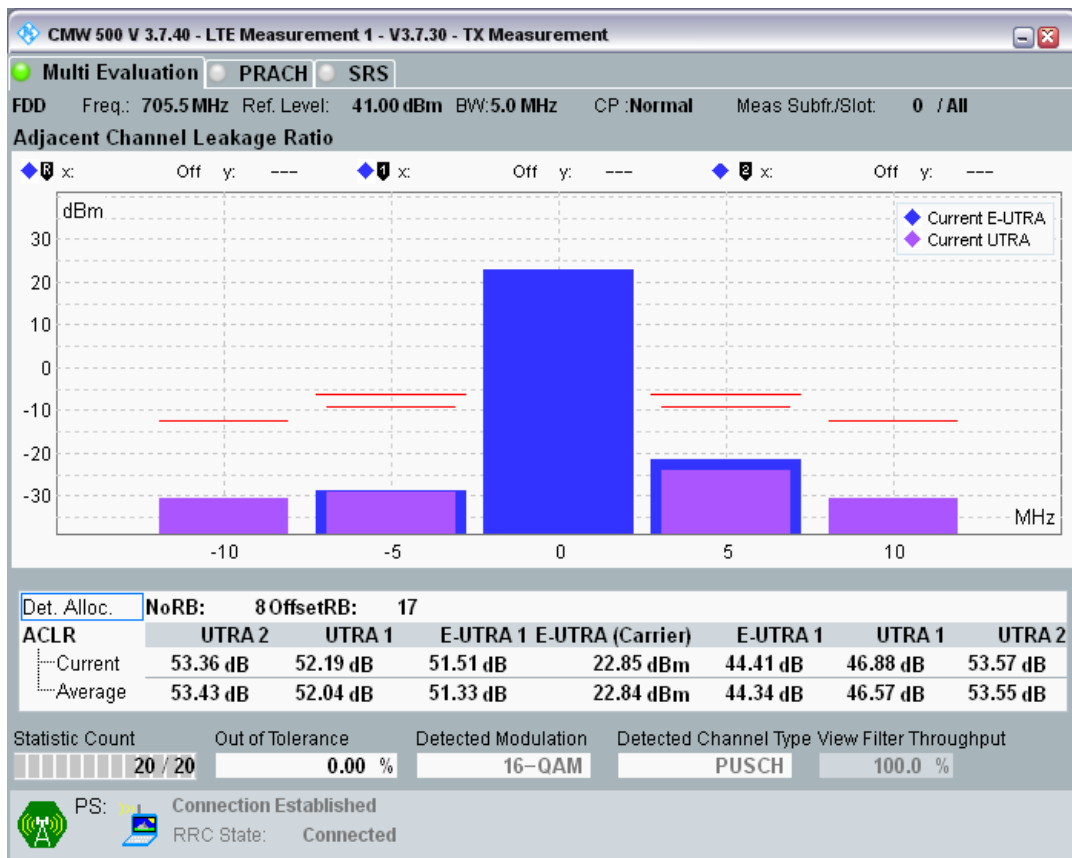 CMW 500 V 3.7.40 - LTE Measurement 1 - V3.7.30 - TX Measurement
Multi Evaluation PRACH SRS
FDD Freq.: 705.5 MHz Ref. Level: 41.00 dBm BW:5.0 MHz CP :Normal Meas Subfr./Slot: 0 / All
Adjacent Channel Leakage Ratio
R x: Off y: --- 1 x: Off y: --- 2 x: Off y: ---
dBm
Current E-UTRA
Current UTRA
30
20
10
0
-10
-20
-30
MHz
-10 -5 0 5 10
Det. Alloc. NoRB: 8 OffsetRB: 17
ACLR UTRA 2 UTRA 1 E-UTRA 1 E-UTRA (Carrier) E-UTRA 1 UTRA 1 UTRA 2
Current 53.36 dB 52.19 dB 51.51 dB 22.85 dBm 44.41 dB 46.88 dB 53.57 dB
Average 53.43 dB 52.04 dB 51.33 dB 22.84 dBm 44.34 dB 46.57 dB 53.55 dB
Statistic Count Out of Tolerance Detected Modulation Detected Channel Type View Filter Throughput
20 / 20 0.00 % 16-QAM PUSCH 100.0 %
PS: Connection Established
RRC State: Connected